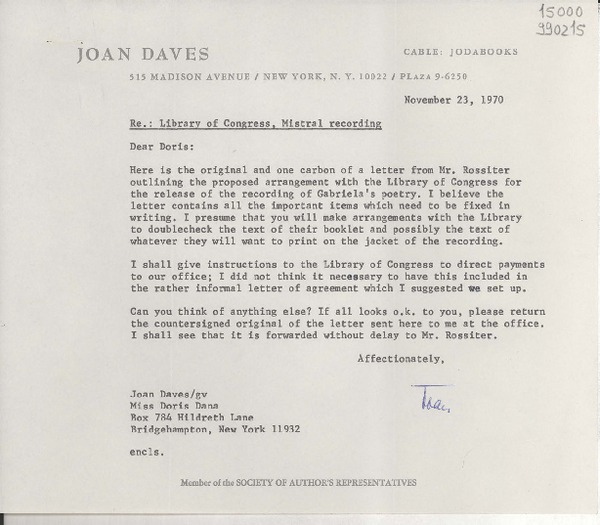 15000
990215
JOAN DAVES
CABLE: JODABOOKS
515 MADISON AVENUE / NEW YORK, N. Y. 10022 / PLAZA 9-6250
November 23, 1970
Re.: Library of Congress, Mistral recording
Dear Doris:
Here is the original and one carbon of a letter from Mr. Rossiter
outlining the proposed arrangement with the Library of Congress for
the release of the recording of Gabriela's poetry. I believe the
letter contains all the important items which need to be fixed in
writing. I presume that you will make arrangements with the Library
to doublecheck the text of their booklet and possibly the text of
whatever they will want to print on the jacket of the recording.
I shall give instructions to the Library of Congress to direct payments
to our office; I did not think it necessary to have this included in
the rather informal letter of agreement which I suggested we set up.
Can you think of anything else? If all looks o.k. to you, please return
the countersigned original of the letter sent here to me at the office.
I shall see that it is forwarded without delay to Mr. Rossiter.
Affectionately,
Joan
Joan Daves/gv
Miss Doris Dana
Box 784 Hildreth Lane
Bridgehampton, New York 11932
encls.
Member of the SOCIETY OF AUTHOR'S REPRESENTATIVES